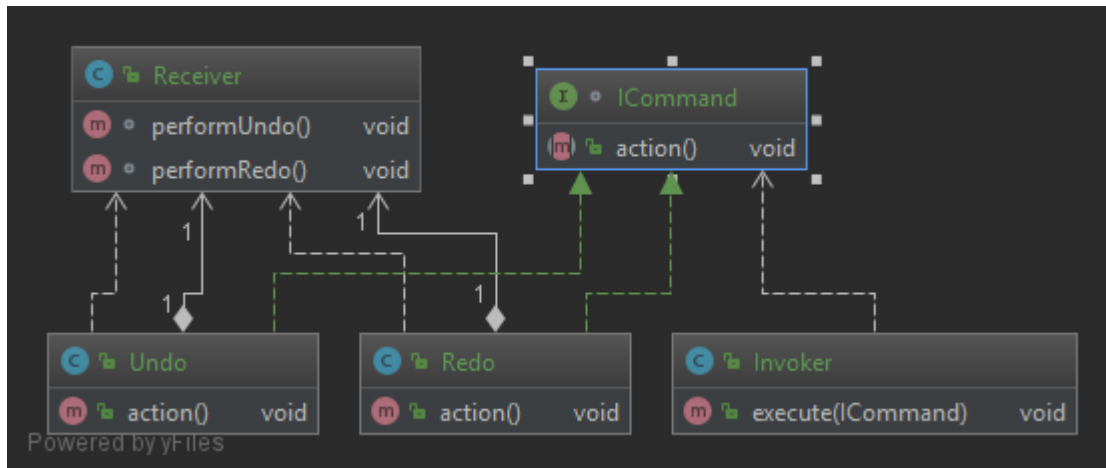 Receiver
performUndo() void
performRedo() void
ICommand
action() void
1
1
1
1
Undo
action() void
Redo
action() void
Invoker
execute(ICommand) void
Powered by yFiles